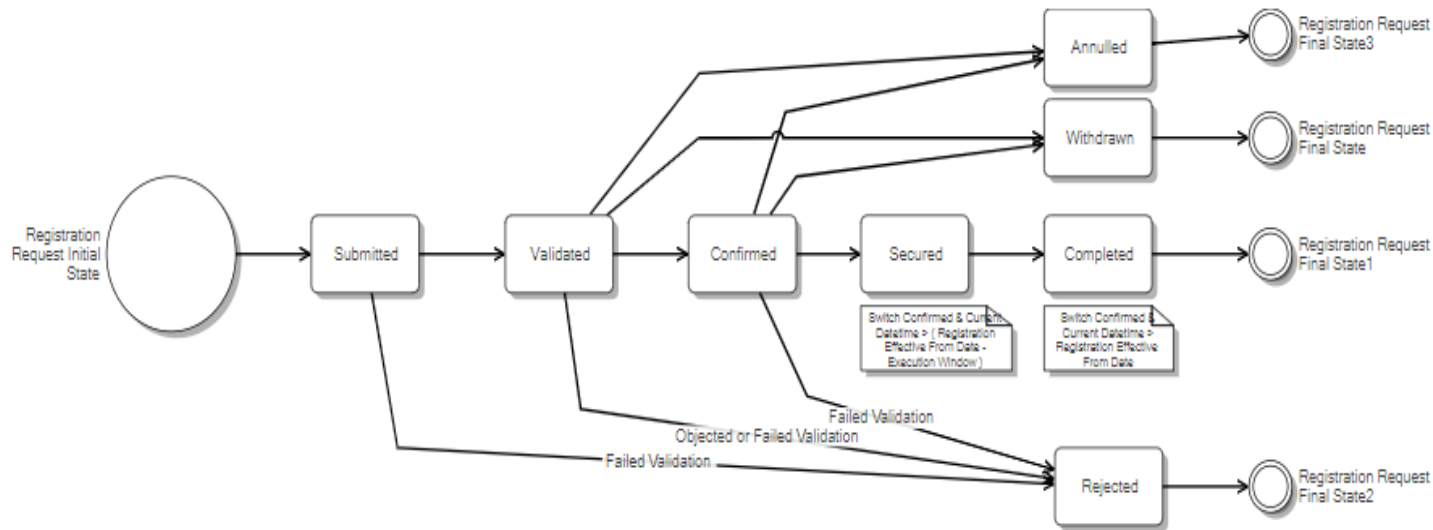 Annulled
Registration Request
Final State3
Withdrawn
Registration Request
Final State
Registration
Request Initial
State
Submitted
Validated
Confirmed
Secured
Completed
Registration Request
Final State1
Switch Confirmed & Current
Datetime > ( Registration
Effective From Date -
Execution Window )
Switch Confirmed &
Current Datetime >
Registration Effective
From Date
Failed Validation
Objected or Failed Validation
Failed Validation
Rejected
Registration Request
Final State2